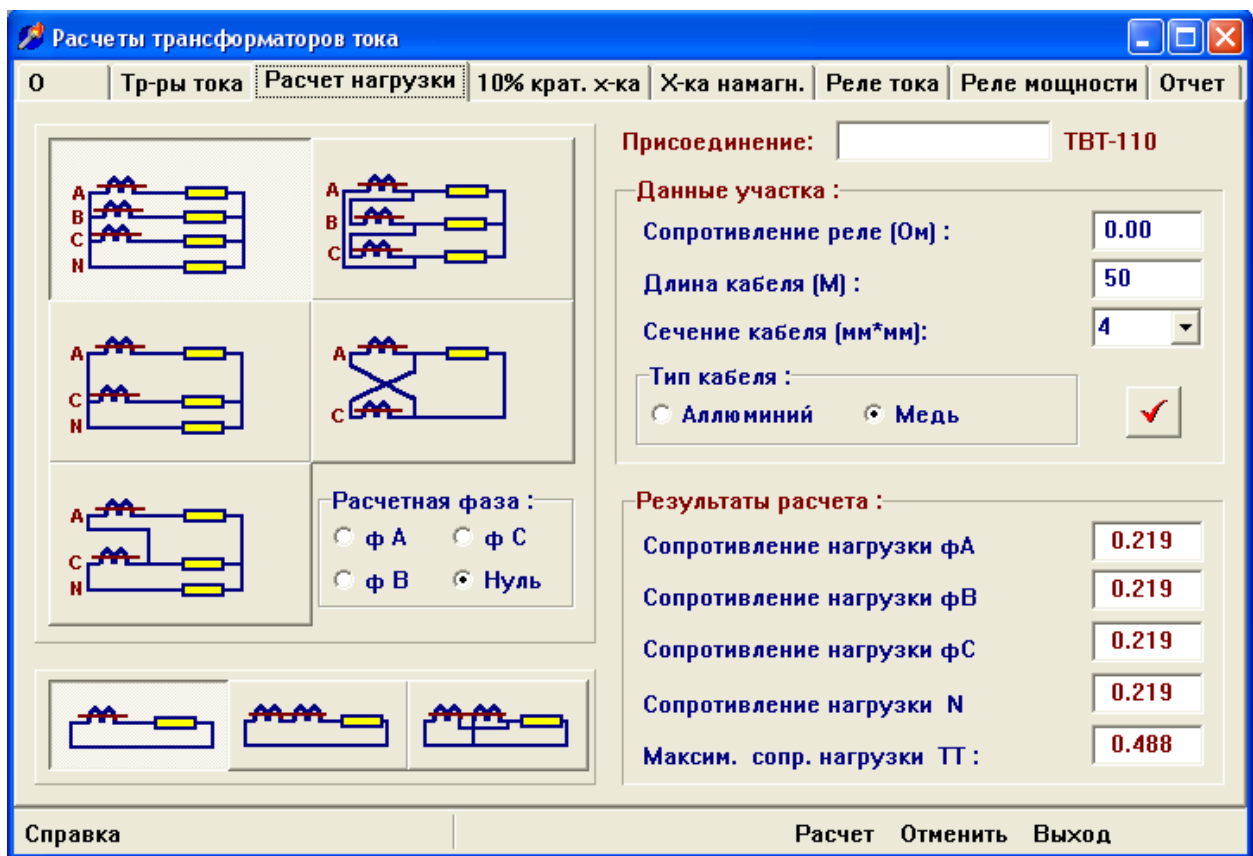 Расчеты трансформаторов тока
О Тр-ры тока Расчет нагрузки 10% крат. х-ка Х-ка намагн. Реле тока Реле мощности Отчет
A
B
C
N
A
B
C
A
C
N
A
C
A
C
N
Расчетная фаза :
ф А ф С
ф В Нуль
Присоединение: ТВТ-110
Данные участка :
Сопротивление реле (Ом) : 0.00
Длина кабеля (М) : 50
Сечение кабеля (мм*мм): 4
Тип кабеля :
Аллюминий Медь
Результаты расчета :
Сопротивление нагрузки фА 0.219
Сопротивление нагрузки фВ 0.219
Сопротивление нагрузки фС 0.219
Сопротивление нагрузки N 0.219
Максим. сопр. нагрузки ТТ : 0.488
Справка Расчет Отменить Выход